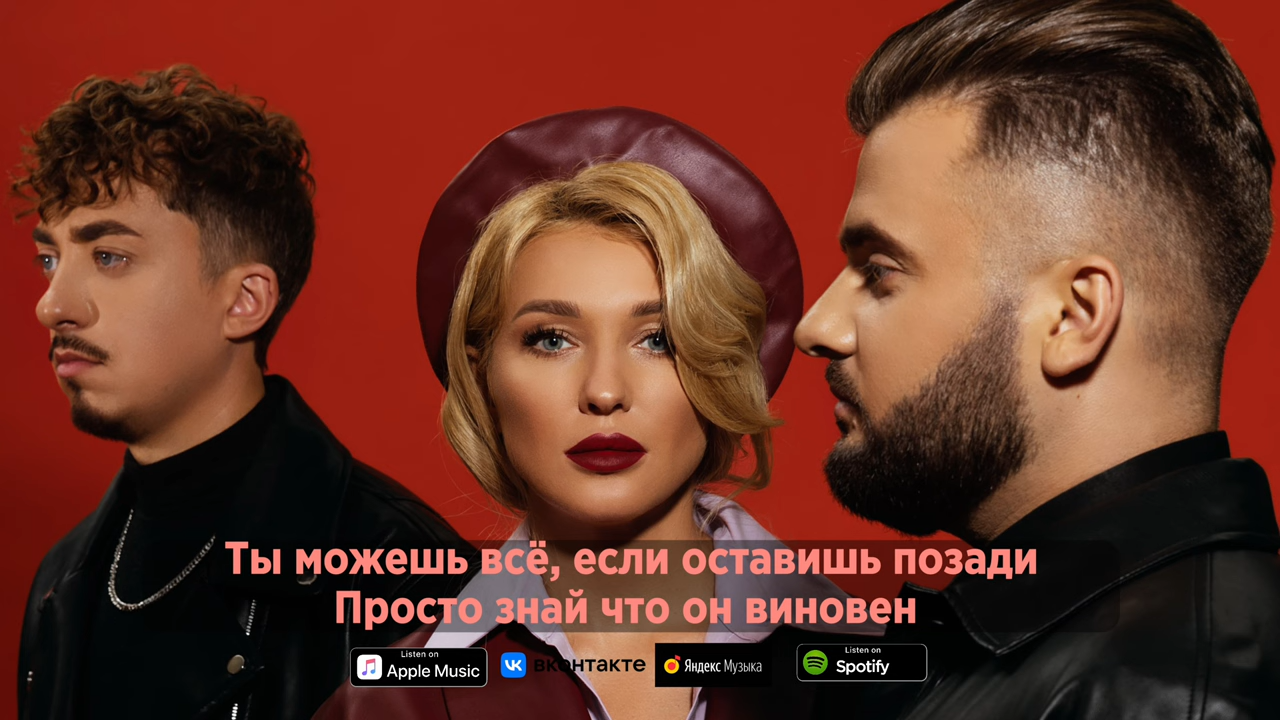 Ты можешь всё, если оставишь позади
Просто знай что он виновен
Listen on
Apple Music
вконтакте
Яндекс Музыка
Listen on
Spotify